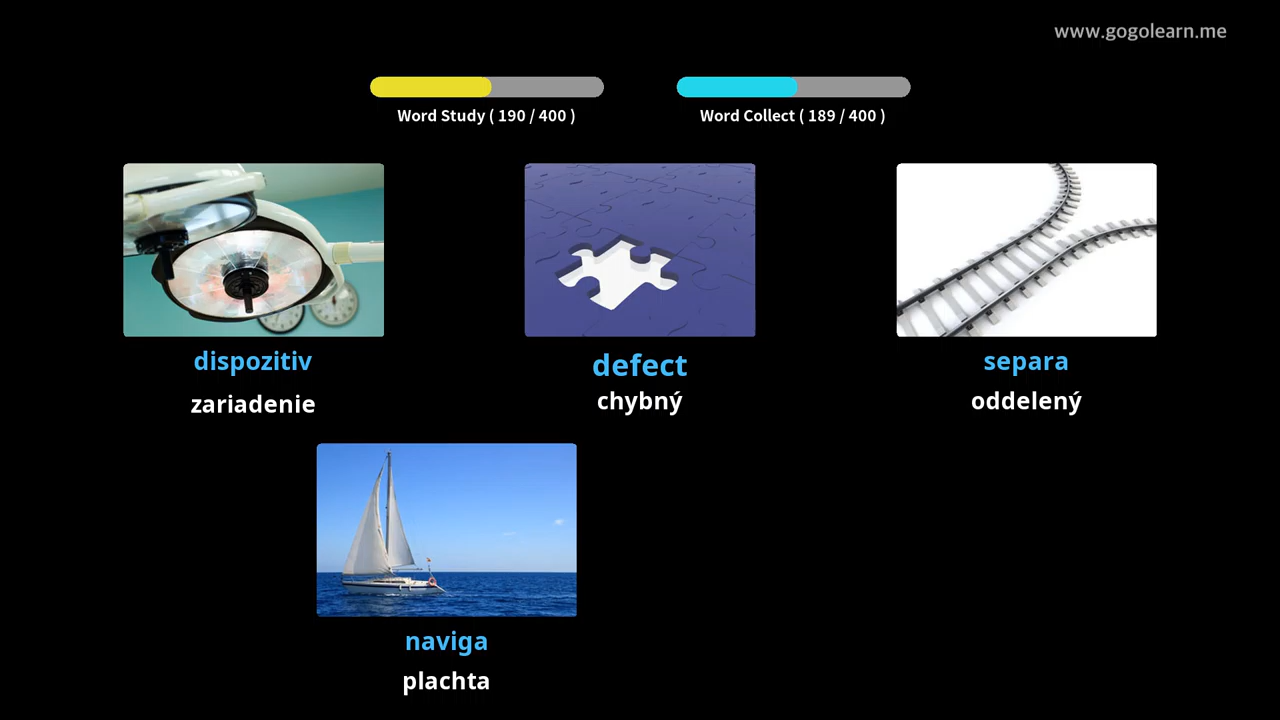 www.gogolearn.me
Word Study ( 190 / 400 )
Word Collect ( 189 / 400 )
dispozitiv
zariadenie
defect
chybný
separa
oddelený
naviga
plachta